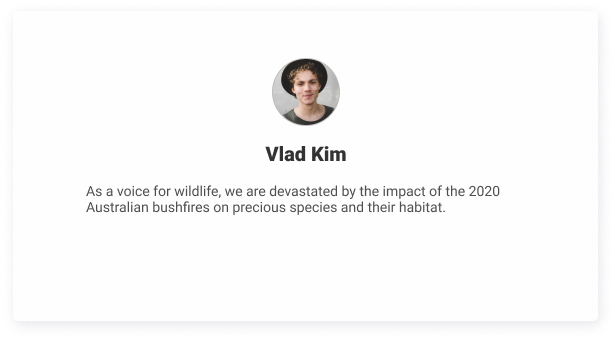 Vlad Kim
As a voice for wildlife, we are devastated by the impact of the 2020
Australian bushfires on precious species and their habitat.